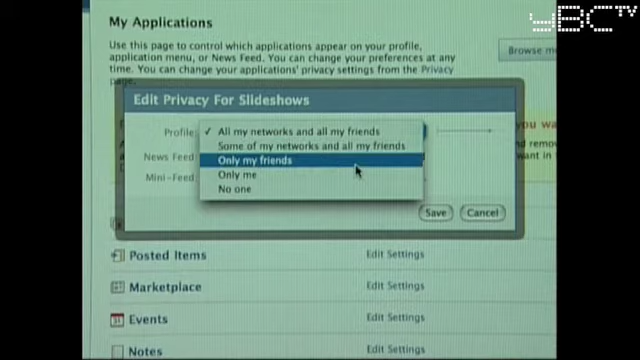 YBC TV
My Applications
Use this page to control which applications appear on your profile,
application menu, or News Feed. You can change your preferences at any
time. You can change your applications' privacy settings from the Privacy
page.
Browse
Edit Privacy For Slideshows
Profile:
✓ All my networks and all my friends
Some of my networks and all my friends
Only my friends
Only me
No one
News Feed
Mini-Feed
Save
Cancel
Posted Items
Edit Settings
Marketplace
Edit Settings
Events
Edit Settings
Notes
Edit Settings